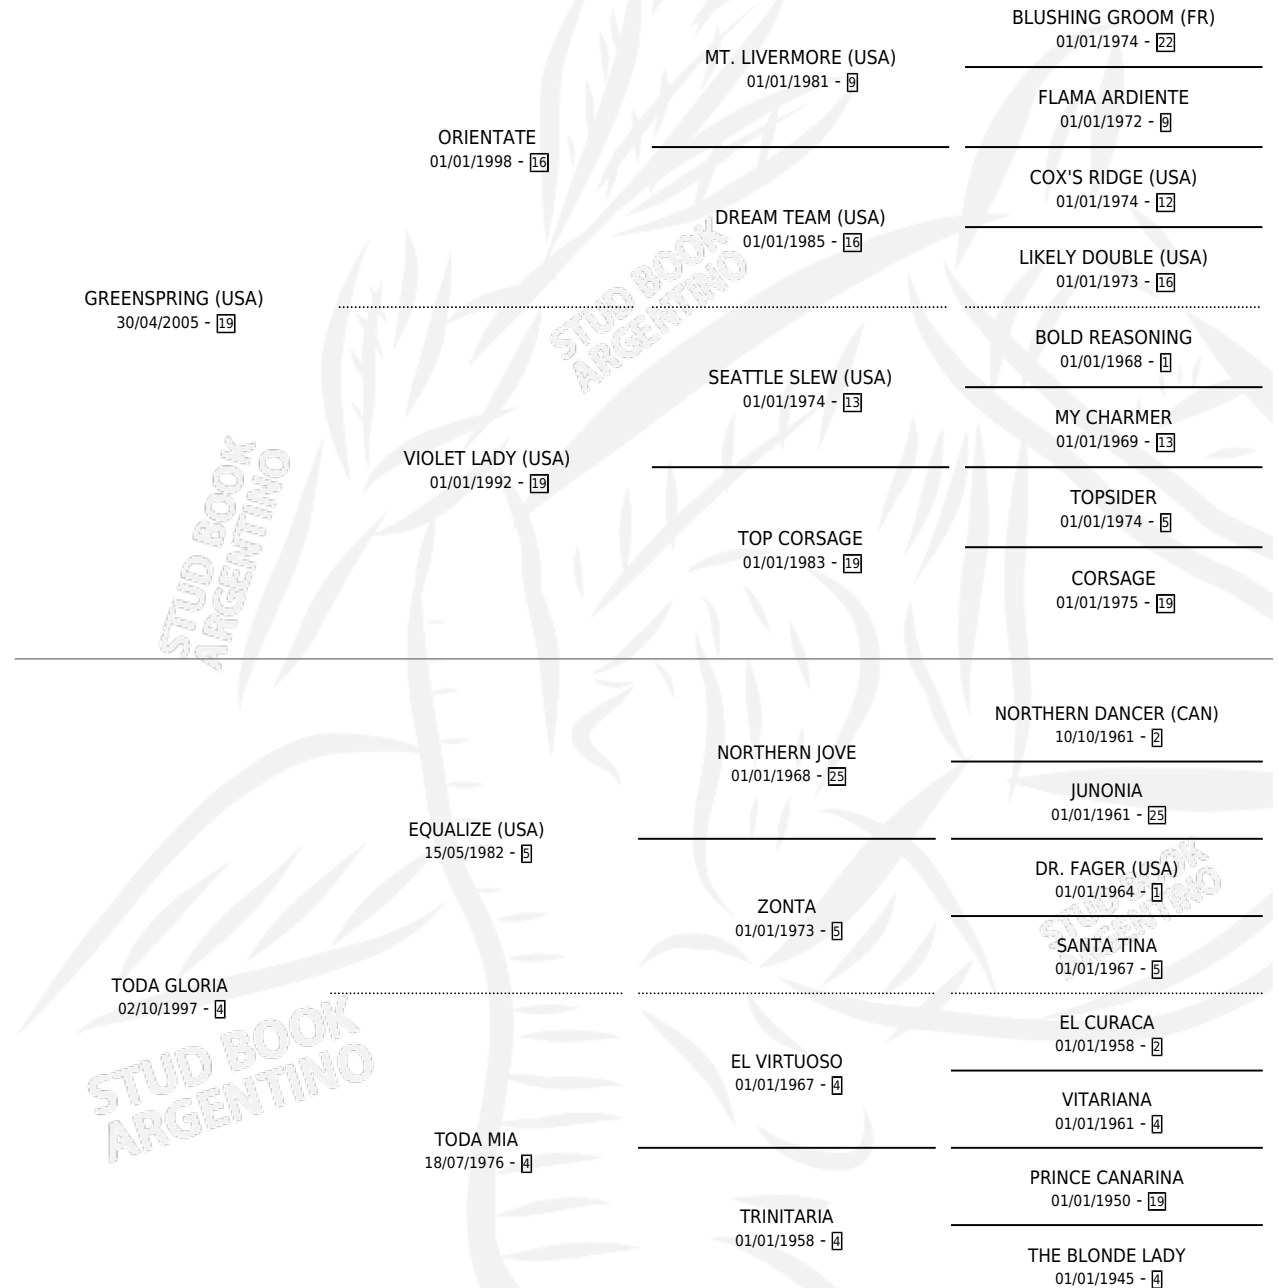 BLUSHING GROOM (FR)
01/01/1974 - 22
MT. LIVERMORE (USA)
01/01/1981 - 9
FLAMA ARDIENTE
01/01/1972 - 9
ORIENTATE
01/01/1998 - 16
COX'S RIDGE (USA)
01/01/1974 - 12
DREAM TEAM (USA)
01/01/1985 - 16
LIKELY DOUBLE (USA)
01/01/1973 - 16
GREENSPRING (USA)
30/04/2005 - 19
BOLD REASONING
01/01/1968 - 1
SEATTLE SLEW (USA)
01/01/1974 - 13
MY CHARMER
01/01/1969 - 13
VIOLET LADY (USA)
01/01/1992 - 19
TOPSIDER
01/01/1974 - 5
TOP CORSAGE
01/01/1983 - 19
CORSAGE
01/01/1975 - 19
NORTHERN DANCER (CAN)
10/10/1961 - 2
NORTHERN JOVE
01/01/1968 - 25
JUNONIA
01/01/1961 - 25
EQUALIZE (USA)
15/05/1982 - 5
DR. FAGER (USA)
01/01/1964 - 1
ZONTA
01/01/1973 - 5
SANTA TINA
01/01/1967 - 5
TODA GLORIA
02/10/1997 - 4
EL CURACA
01/01/1958 - 2
EL VIRTUOSO
01/01/1967 - 4
VITARIANA
01/01/1961 - 4
TODA MIA
18/07/1976 - 4
PRINCE CANARINA
01/01/1950 - 19
TRINITARIA
01/01/1958 - 4
THE BLONDE LADY
01/01/1945 - 4
STUD BOOK
ARGENTINO
STUD BOOK
ARGENTINO
STUD BOOK
ARGENTINO
STUD BOOK
ARGENTINO